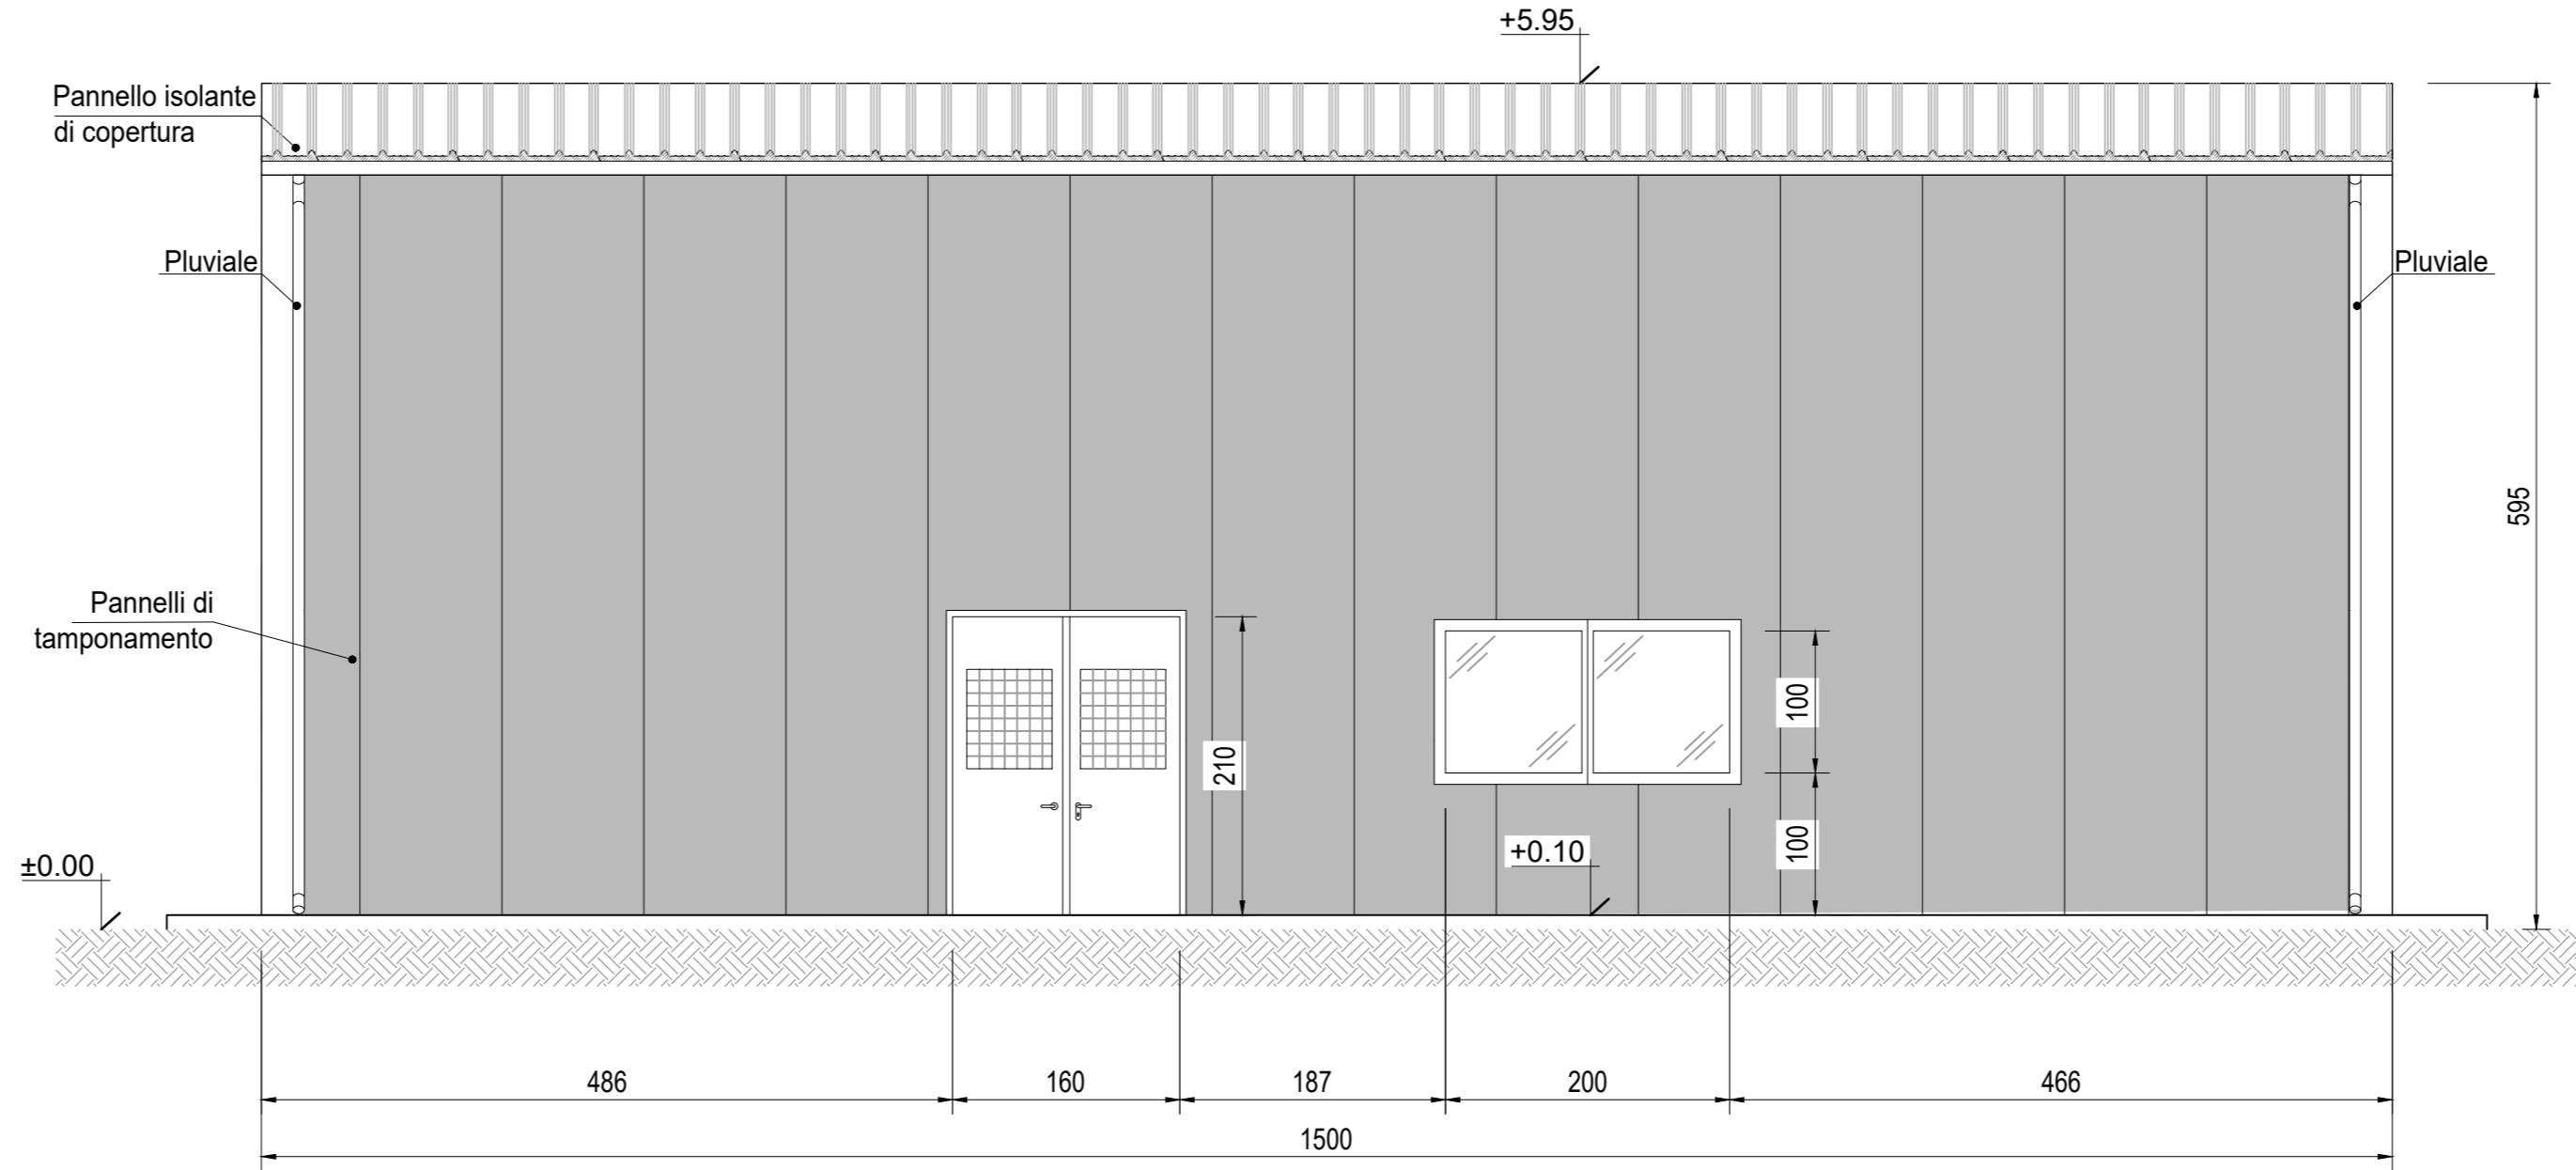 +5.95
Pannello isolante
di copertura
Pluviale
Pluviale
595
Pannelli di
tamponamento
210
100
100
+0.10
±0.00
486
160
187
200
466
1500